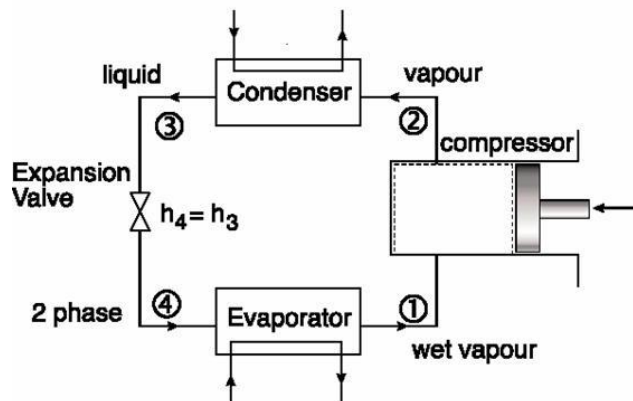 liquid
Condenser
vapour
③
②
compressor
Expansion
Valve
h₄ = h₃
④
①
2 phase
Evaporator
wet vapour